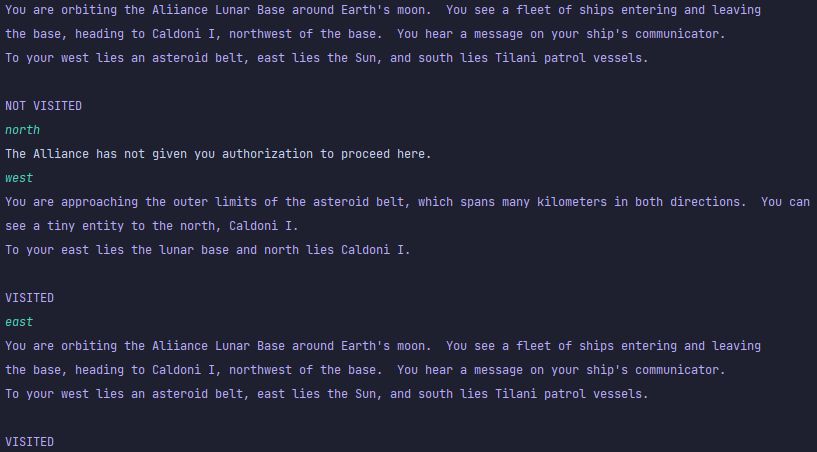 You are orbiting the Aliiance Lunar Base around Earth's moon.  You see a fleet of ships entering and leaving
the base, heading to Caldoni I, northwest of the base.  You hear a message on your ship's communicator.
To your west lies an asteroid belt, east lies the Sun, and south lies Tilani patrol vessels.
NOT VISITED
north
The Alliance has not given you authorization to proceed here.
west
You are approaching the outer limits of the asteroid belt, which spans many kilometers in both directions.  You can
see a tiny entity to the north, Caldoni I.
To your east lies the lunar base and north lies Caldoni I.
VISITED
east
You are orbiting the Aliiance Lunar Base around Earth's moon.  You see a fleet of ships entering and leaving
the base, heading to Caldoni I, northwest of the base.  You hear a message on your ship's communicator.
To your west lies an asteroid belt, east lies the Sun, and south lies Tilani patrol vessels.
VISITED